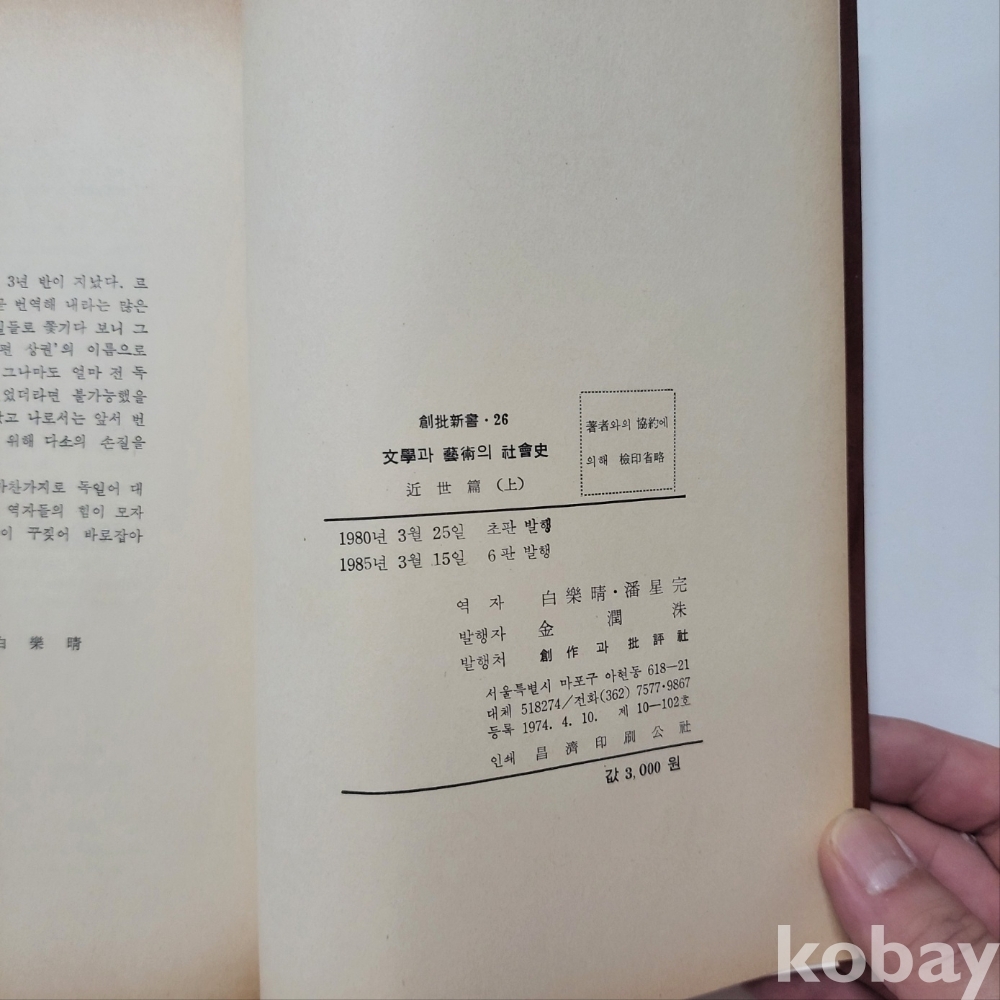 3년 반이 지났다. 르
번역해 내라는 많은
일들로 쫓기다 보니 그
편 상권'의 이름으로
그나마도 얼마 전 독
었더라면 불가능했을
고 나로서는 앞서 번
위해 다소의 손질을
마찬가지로 독일어 대
역자들의 힘이 모자
이 꾸짖어 바로잡아
白樂晴
創批新書·26
文學과 藝術의 社會史
近世篇(上)
著者와의 協約에
의해 檢印省略
1980년 3월 25일 초판 발행
1985년 3월 15일 6판 발행
역자 白樂晴·潘星完
발행자 金潤洙
발행처 創作과批評社
서울특별시 마포구 아현동 618—21
대체 518274/전화(362) 7577·9867
등록 1974. 4. 10. 제 10—102호
인쇄 昌濟印刷公社
값 3,000 원
kobay